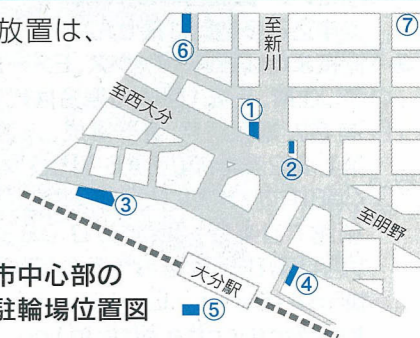 放置は、
至新川
⑦
⑥
至西大分
①
②
至明野
③
④
大分駅
⑤
市中心部の
駐輪場位置図